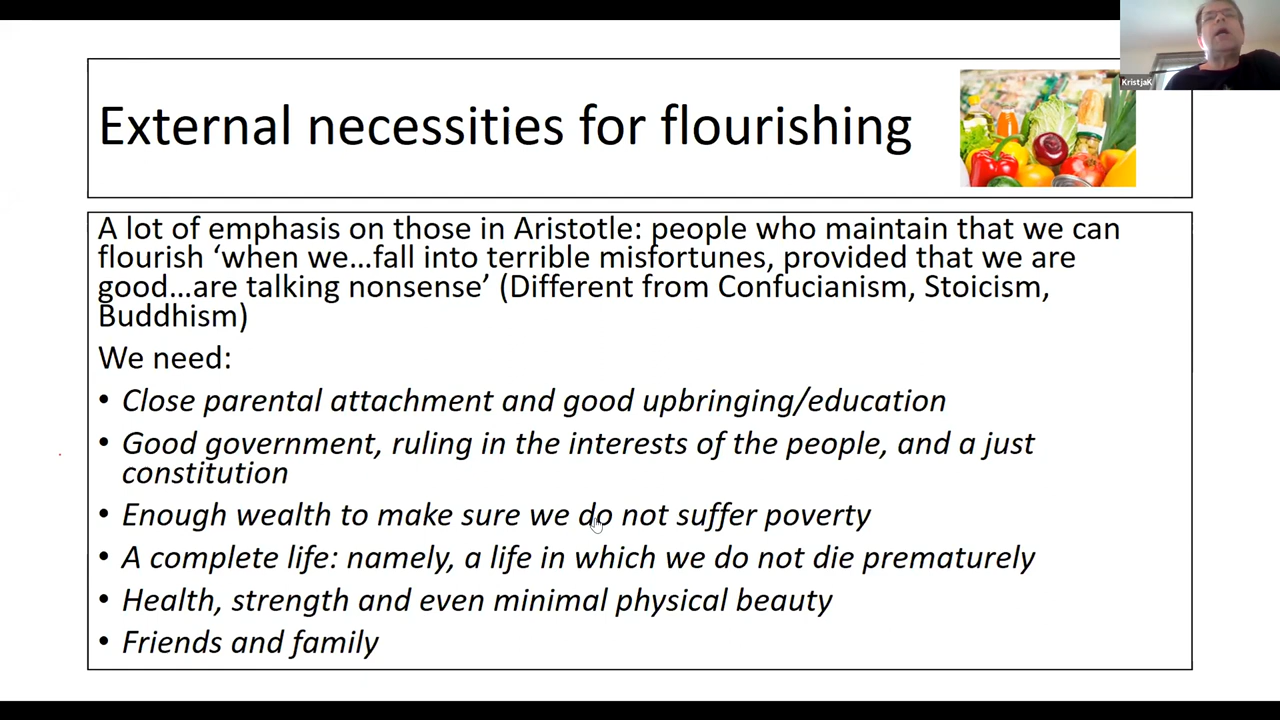 KristjaK
External necessities for flourishing
A lot of emphasis on those in Aristotle: people who maintain that we can
flourish ‘when we…fall into terrible misfortunes, provided that we are
good…are talking nonsense’ (Different from Confucianism, Stoicism,
Buddhism)
We need:
• Close parental attachment and good upbringing/education
• Good government, ruling in the interests of the people, and a just
constitution
• Enough wealth to make sure we do not suffer poverty
• A complete life: namely, a life in which we do not die prematurely
• Health, strength and even minimal physical beauty
• Friends and family